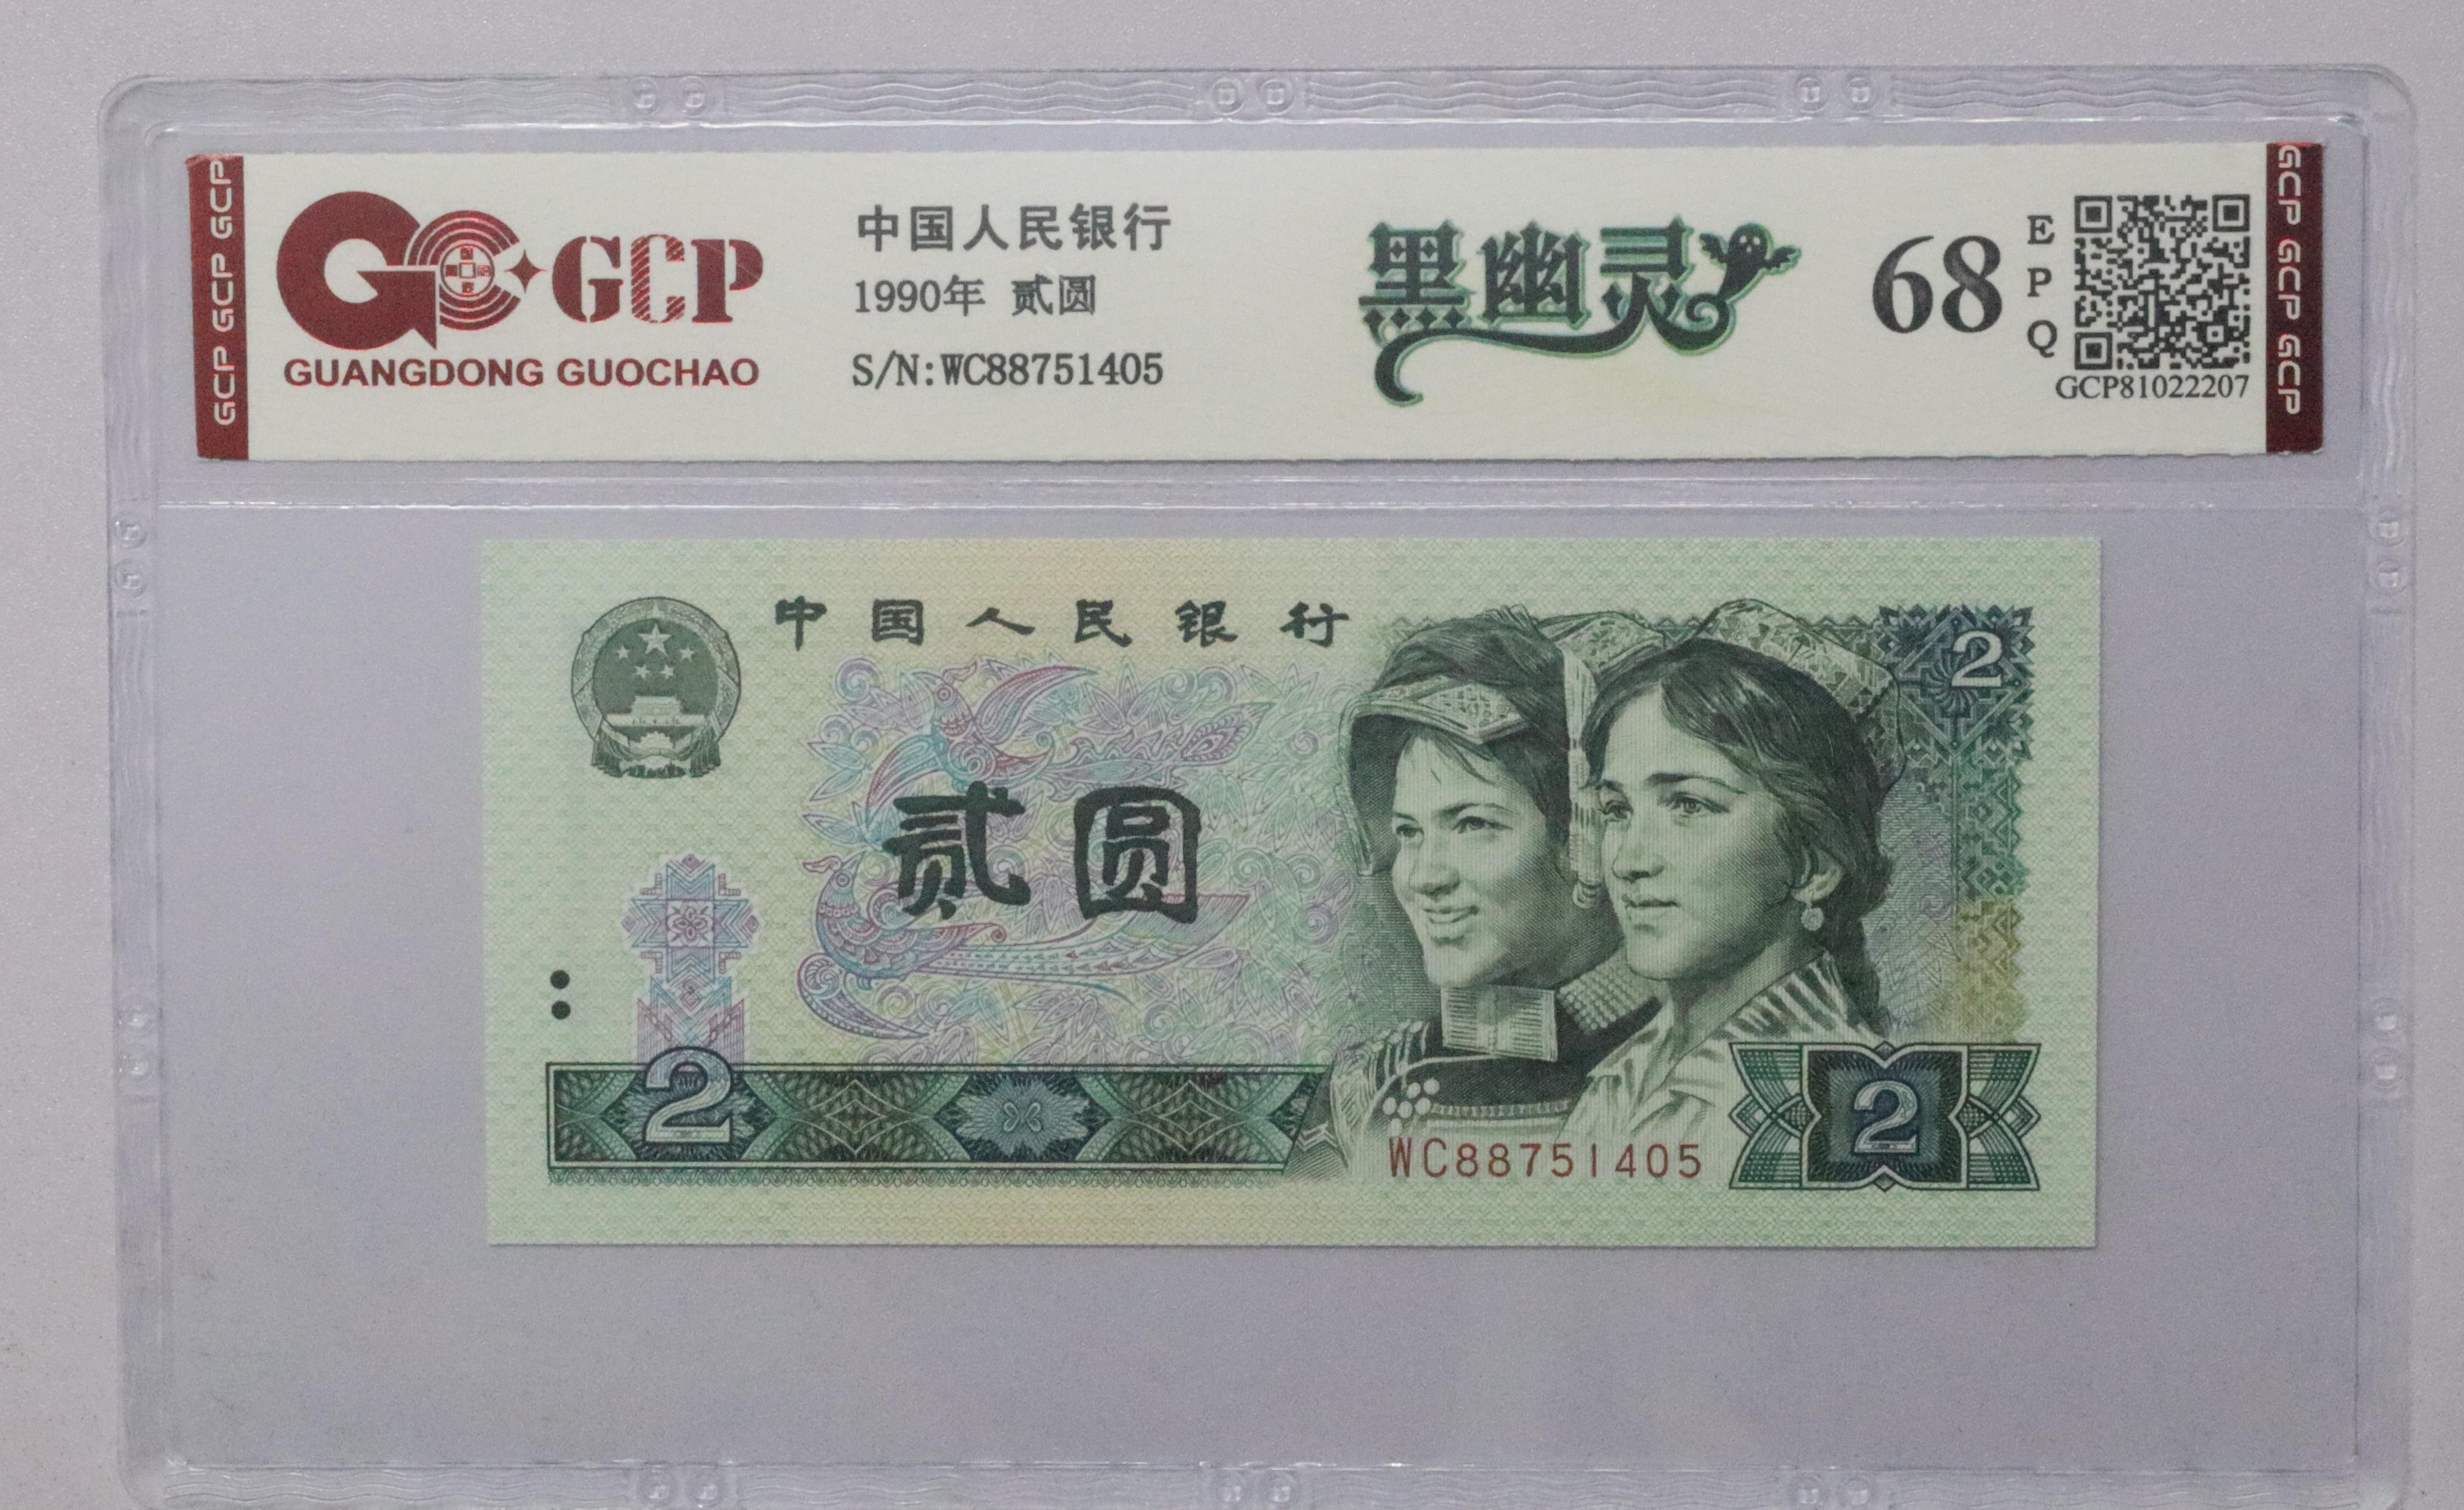 GCP GCP GCP
GCP
GUANGDONG GUOCHAO
中国人民银行
1990年 贰圆
S/N:WC88751405
黑幽灵
68
E
P
Q
GCP81022207
GCP GCP GCP
中国人民银行
2
贰圆
2
WC88751405
2